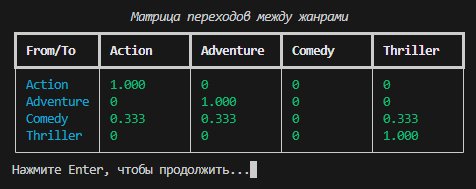 Матрица переходов между жанрами
From/To Action Adventure Comedy Thriller
Action 1.000 0 0 0
Adventure 0 1.000 0 0
Comedy 0.333 0.333 0 0.333
Thriller 0 0 0 1.000
Нажмите Enter, чтобы продолжить...